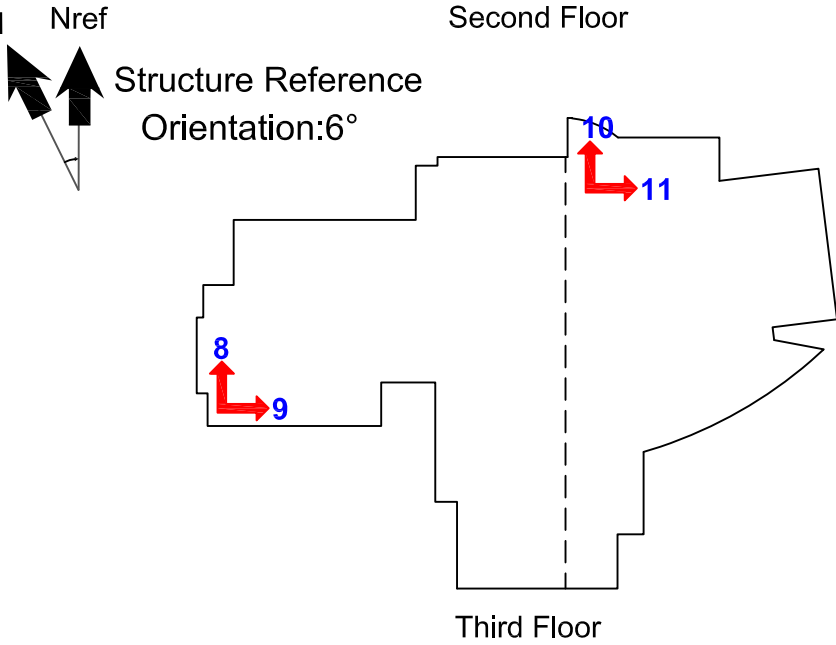 Nref
Second Floor
Structure Reference
Orientation:6°
10
11
8
9
Third Floor